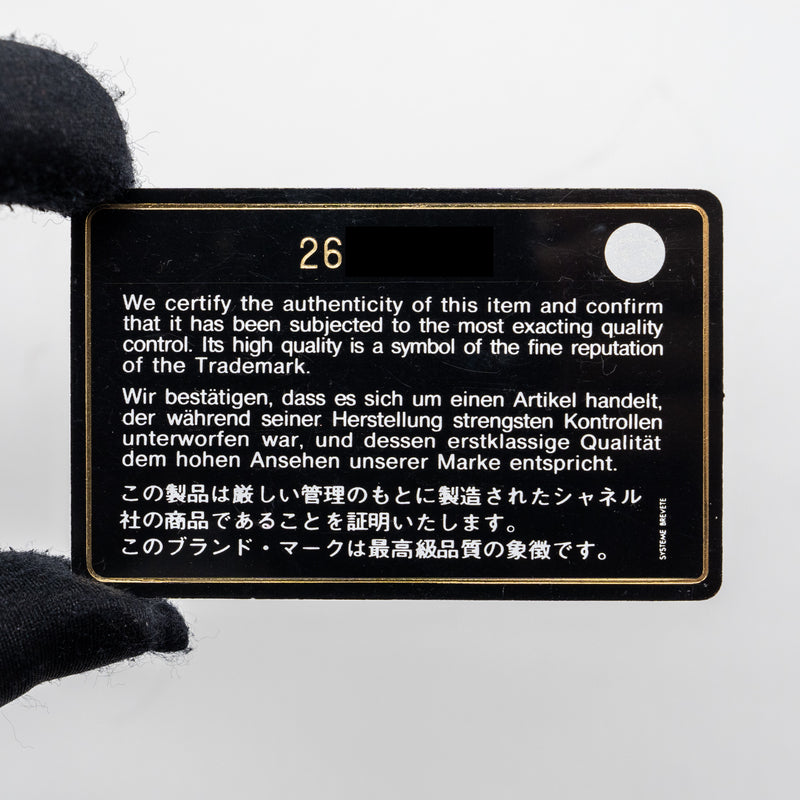 26
We certify the authenticity of this item and confirm
that it has been subjected to the most exacting quality
control. Its high quality is a symbol of the fine reputation
of the Trademark.
Wir bestätigen, dass es sich um einen Artikel handelt,
der während seiner Herstellung strengsten Kontrollen
unterworfen war, und dessen erstklassige Qualität
dem hohen Ansehen unserer Marke entspricht.
この製品は厳しい管理のもとに製造されたシャネル
社の商品であることを証明いたします。
このブランド・マークは最高級品質の象徴です。
SYSTEME BREVETE